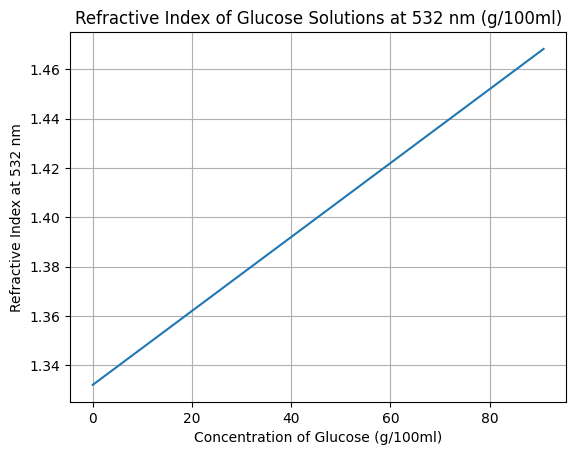 Refractive Index of Glucose Solutions at 532 nm (g/100ml)
Refractive Index at 532 nm
1.46
1.44
1.42
1.40
1.38
1.36
1.34
0 20 40 60 80
Concentration of Glucose (g/100ml)